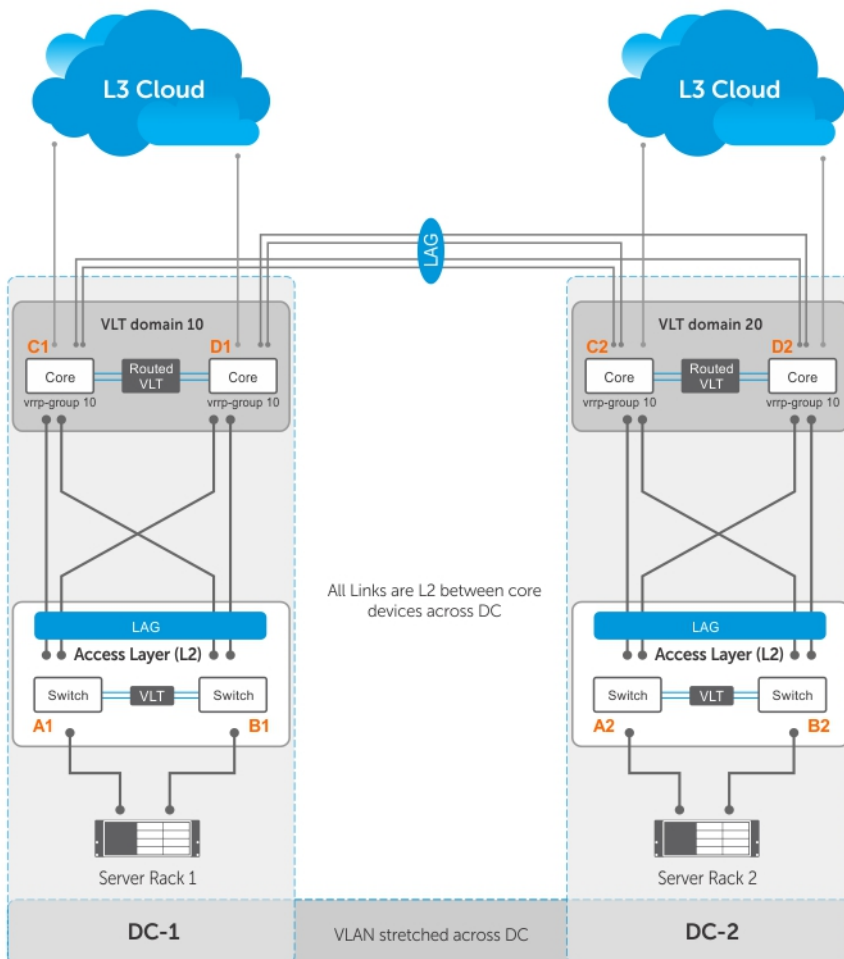 L3 Cloud
L3 Cloud
LAG
VLT domain 10
C1
D1
Core
Routed
VLT
Core
vrrp-group 10
vrrp-group 10
VLT domain 20
C2
D2
Core
Routed
VLT
Core
vrrp-group 10
vrrp-group 10
All Links are L2 between core
devices across DC
LAG
Access Layer (L2)
Switch
VLT
Switch
A1
B1
Server Rack 1
LAG
Access Layer (L2)
Switch
VLT
Switch
A2
B2
Server Rack 2
DC-1
VLAN stretched across DC
DC-2